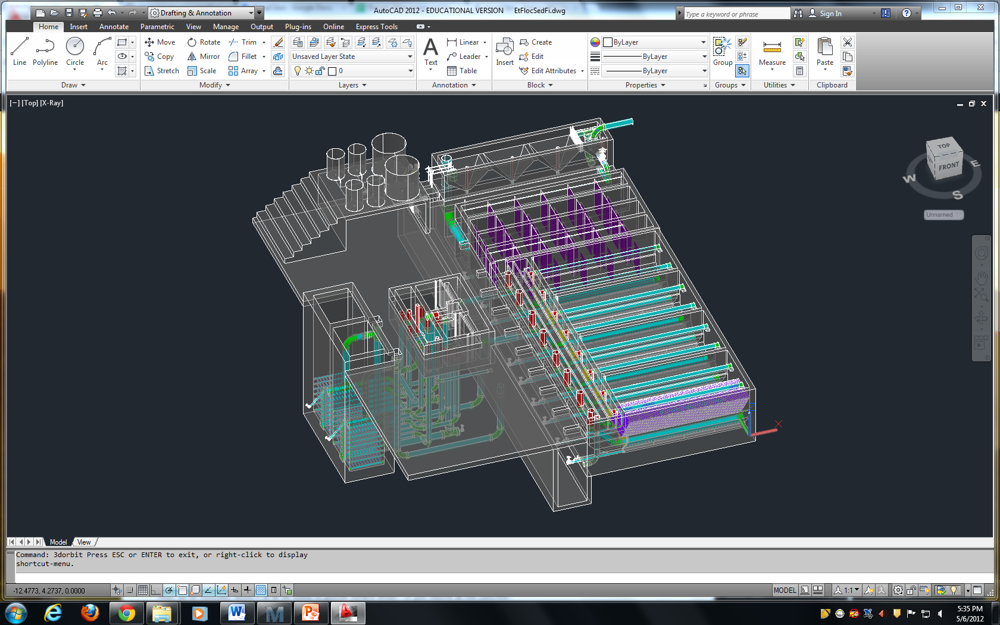 Drafting & Annotation
AutoCAD 2012 - EDUCATIONAL VERSION EtFlocSedFi.dwg
Type a keyword or phrase
Sign In
Home Insert Annotate Parametric View Manage Output Plug-ins Online Express Tools
Line Polyline Circle Arc
Draw
Move Rotate Trim
Copy Mirror Fillet
Stretch Scale Array
Modify
Unsaved Layer State
0
Layers
Text
Linear
Leader
Table
Annotation
Insert
Create
Edit
Edit Attributes
Block
ByLayer
ByLayer
ByLayer
Properties
Group
Groups
Measure
Utilities
Paste
Clipboard
[−] [Top] [X-Ray]
TOP
FRONT
W E
S
Unnamed
X
Model View
Command: 3dorbit Press ESC or ENTER to exit, or right-click to display
shortcut-menu.
-12.4773, 4.2737, 0.0000
MODEL
1:1
5:35 PM
5/6/2012